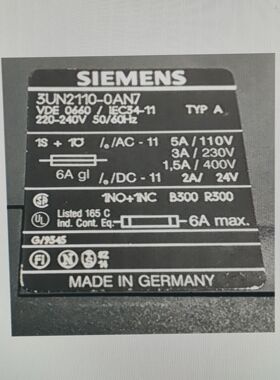 SIEMENS
3UN2110-0AN7
VDE 0660 / IEC34-11
220-240V 50/60Hz TYP A
1S + 1Ö Ie/AC - 11 5A/110V
3A/230V
1,5A/400V
6A gl Ie/DC - 11 2A/ 24V
1NO+1NC B300 R300
Listed 165 C
Ind. Cont. Eq. 6A max.
G/9345
MADE IN GERMANY